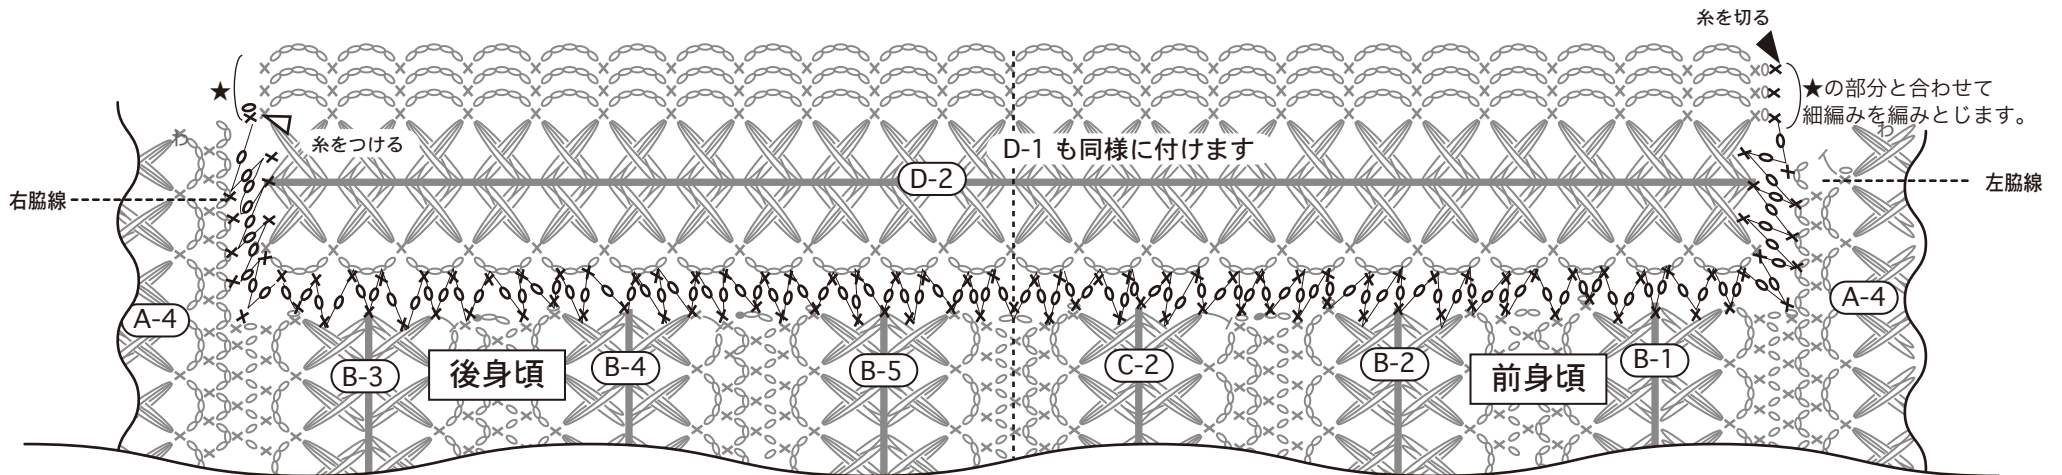 糸を切る
★
★の部分と合わせて
細編みを編みとじます。
糸をつける
わ
わ
D-1 も同様に付けます
D-2
右脇線
左脇線
A-4
A-4
B-3
後身頃
B-4
B-5
C-2
B-2
前身頃
B-1